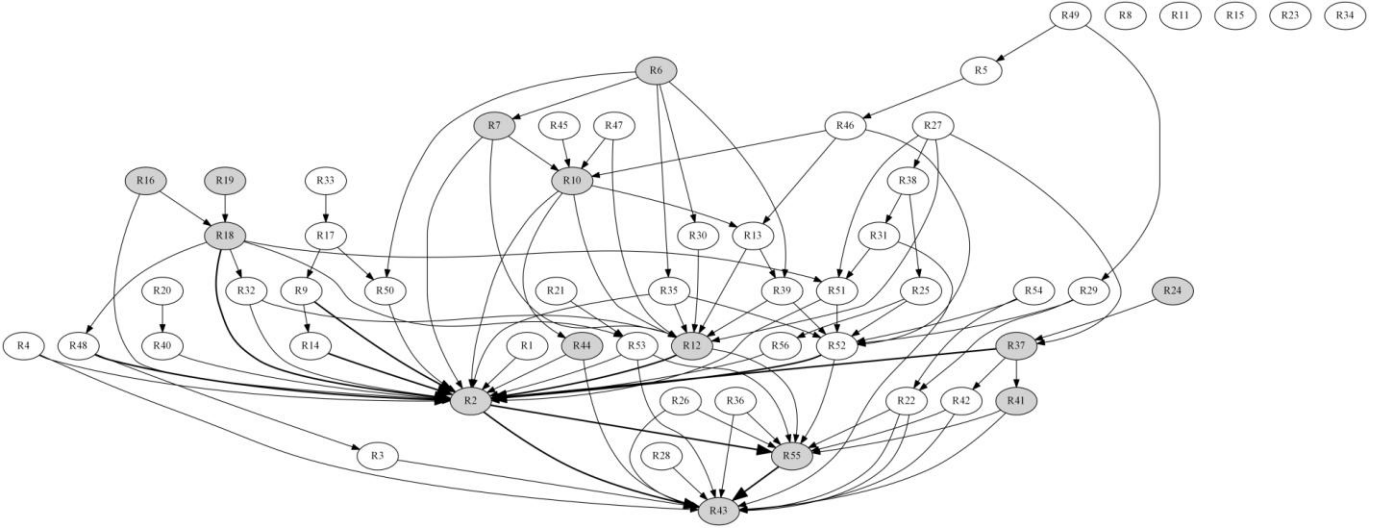 R49 R8 R11 R15 R23 R34
R6 R5
R7 R45 R47 R46 R27
R16 R19 R33 R10 R38
R18 R17 R30 R13 R31
R20 R32 R9 R50 R21 R35 R39 R51 R25 R54 R29 R24
R4 R48 R40 R14 R1 R44 R53 R12 R56 R52 R37
R2 R26 R36 R22 R42 R41
R3 R28 R55
R43